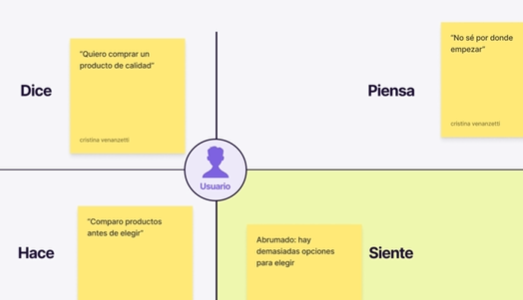 “Quiero comprar un
producto de calidad”
cristina venanzetti
Dice
“No sé por donde
empezar”
cristina venanzetti
Piensa
Usuario
“Comparo productos
antes de elegir”
Hace
Abrumado: hay
demasiadas opciones
para elegir
Siente